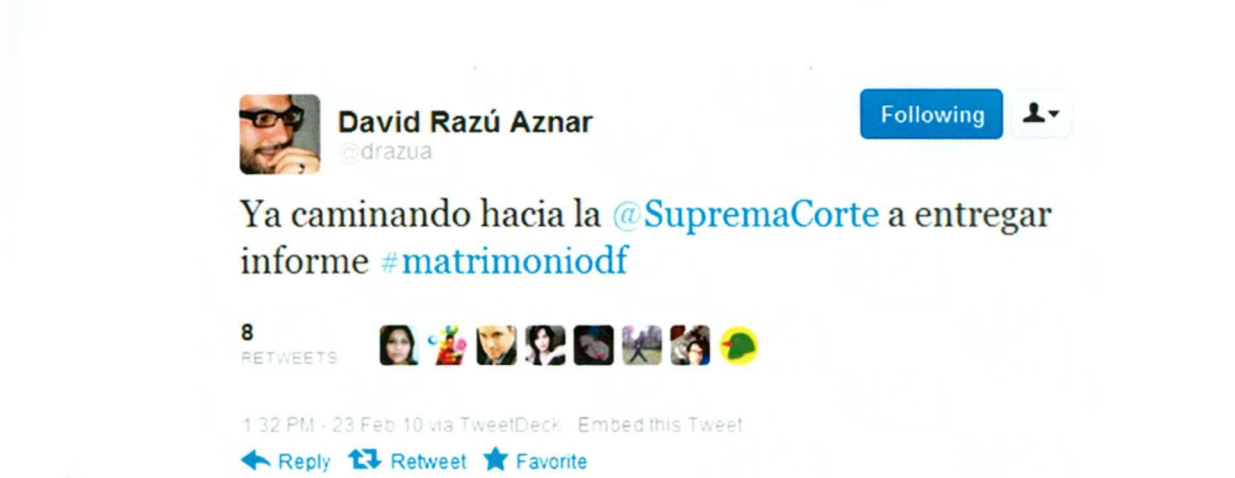 David Razú Aznar
Following
@drazua
Ya caminando hacia la @SupremaCorte a entregar
informe #matrimoniodf
8
RETWEETS
1:32 PM - 23 Feb 10 via TweetDeck Embed this Tweet
Reply Retweet Favorite